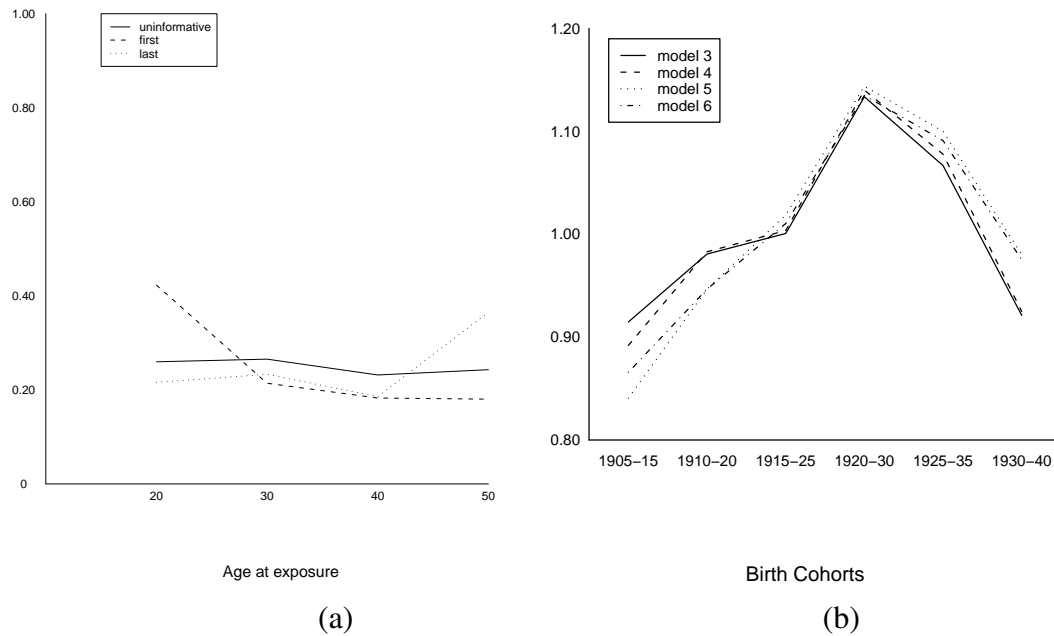 1.00
0.80
0.60
0.40
0.20
0
uninformative
first
last
20 30 40 50
Age at exposure
(a)
1.20
1.10
1.00
0.90
0.80
model 3
model 4
model 5
model 6
1905–15 1910–20 1915–25 1920–30 1925–35 1930–40
Birth Cohorts
(b)